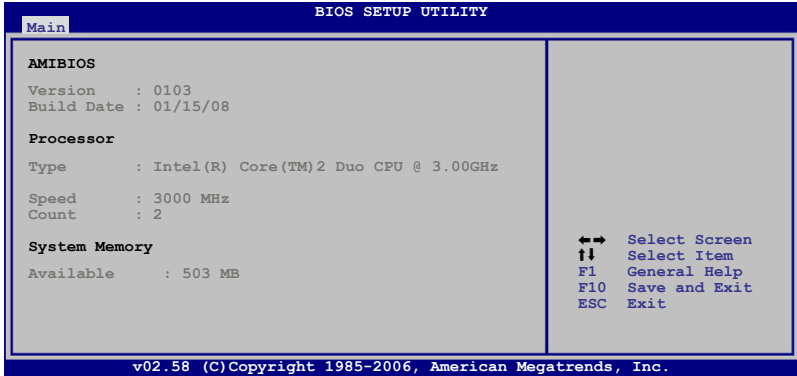 BIOS SETUP UTILITY
Main
AMIBIOS
Version : 0103
Build Date : 01/15/08
Processor
Type : Intel(R) Core(TM)2 Duo CPU @ 3.00GHz
Speed : 3000 MHz
Count : 2
System Memory
Available : 503 MB
←→ Select Screen
↑↓ Select Item
F1 General Help
F10 Save and Exit
ESC Exit
v02.58 (C)Copyright 1985-2006, American Megatrends, Inc.